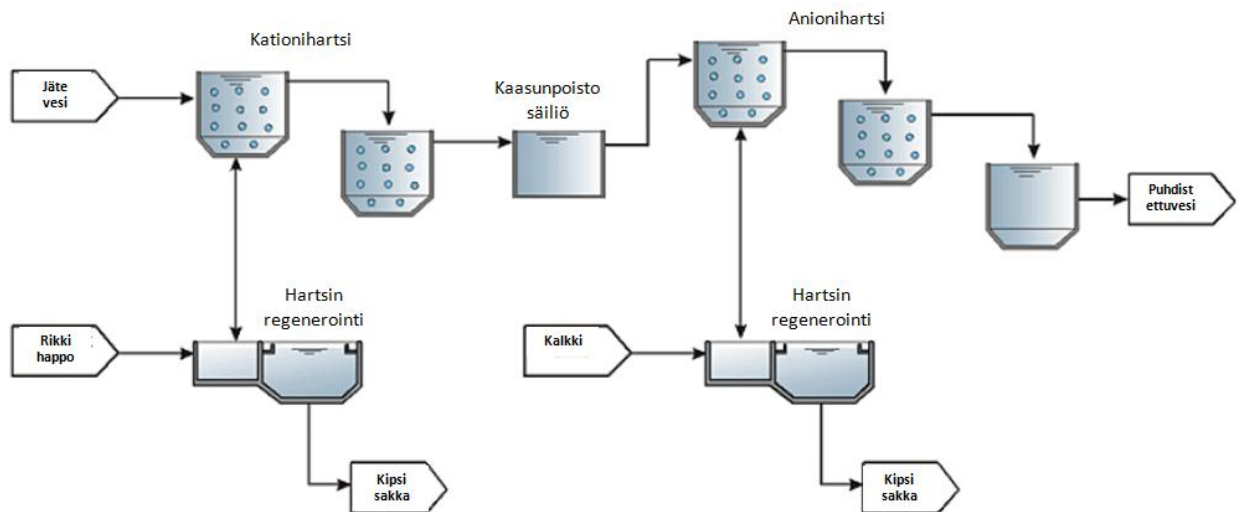 Kationihartsi
Anionihartsi
Jäte
vesi
Kaasunpoisto
säiliö
Puhdist
ettuvesi
Hartsin
regenerointi
Hartsin
regenerointi
Rikki
happo
Kalkki
Kipsi
sakka
Kipsi
sakka